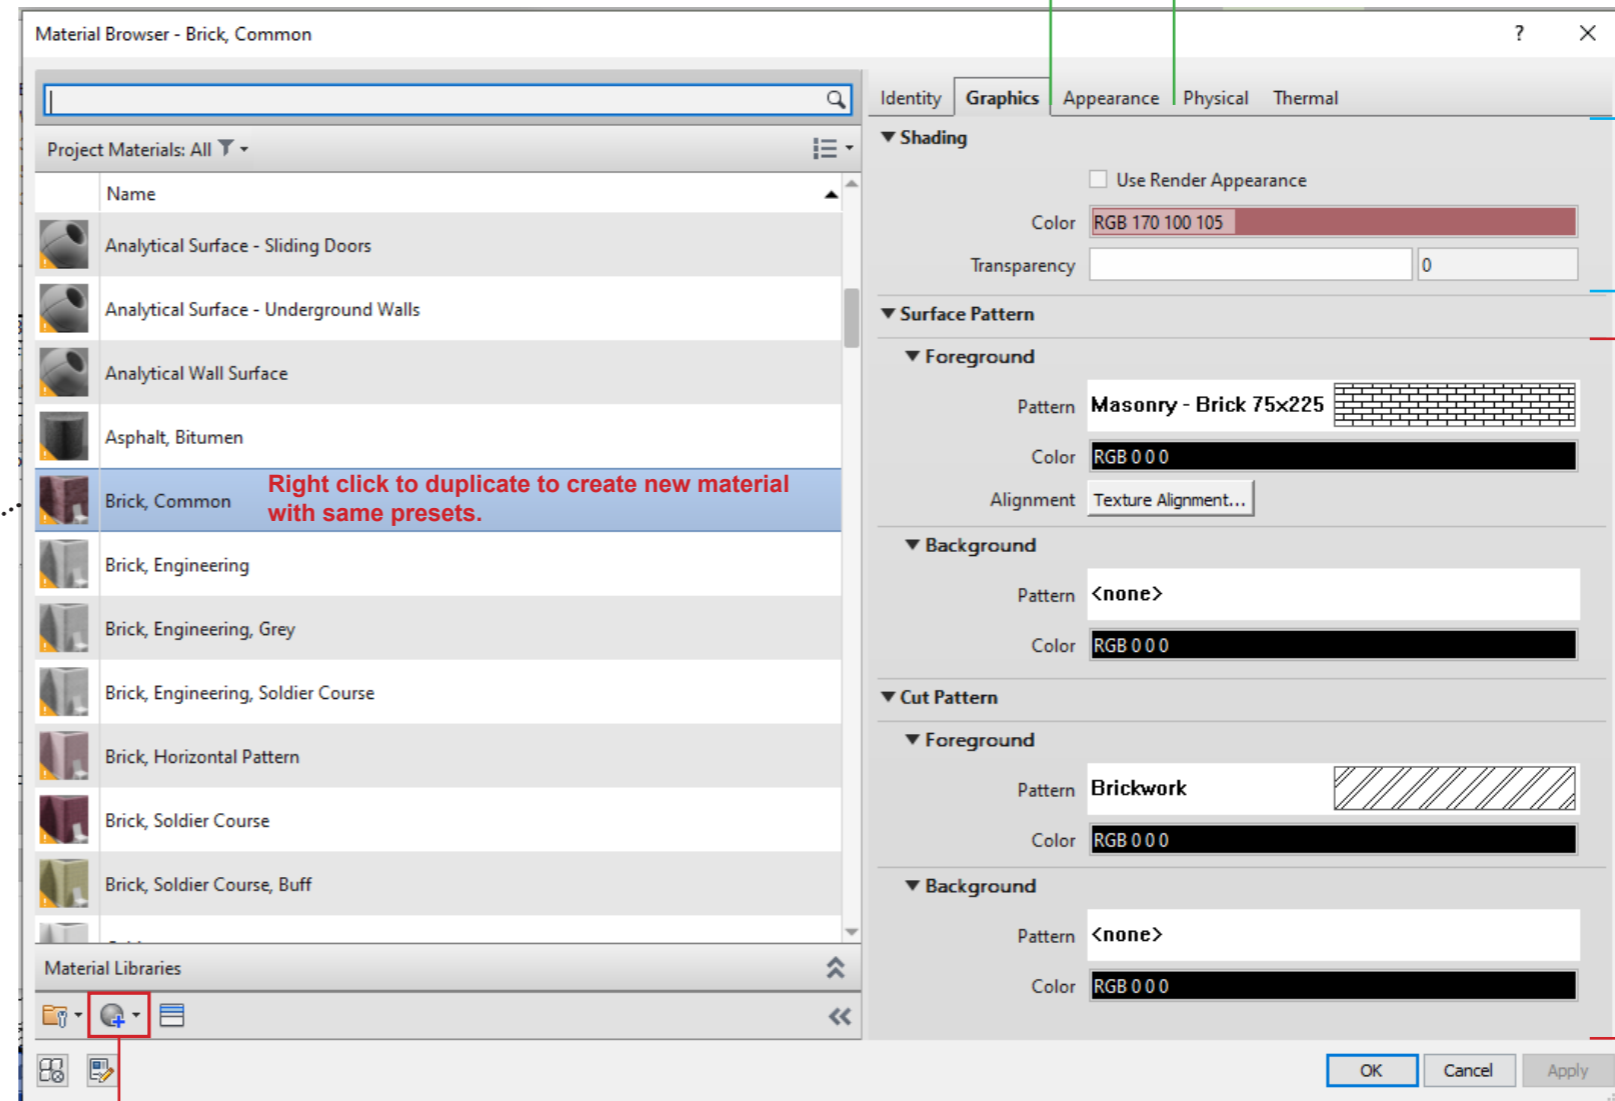 Material Browser - Brick, Common
?
Project Materials: All
Name
Analytical Surface - Sliding Doors
Analytical Surface - Underground Walls
Analytical Wall Surface
Asphalt, Bitumen
Brick, Common
Right click to duplicate to create new material
with same presets.
Brick, Engineering
Brick, Engineering, Grey
Brick, Engineering, Soldier Course
Brick, Horizontal Pattern
Brick, Soldier Course
Brick, Soldier Course, Buff
Material Libraries
Identity Graphics Appearance Physical Thermal
Shading
Use Render Appearance
Color RGB 170 100 105
Transparency 0
Surface Pattern
Foreground
Pattern Masonry - Brick 75x225
Color RGB 0 0 0
Alignment Texture Alignment...
Background
Pattern <none>
Color RGB 0 0 0
Cut Pattern
Foreground
Pattern Brickwork
Color RGB 0 0 0
Background
Pattern <none>
Color RGB 0 0 0
OK Cancel Apply